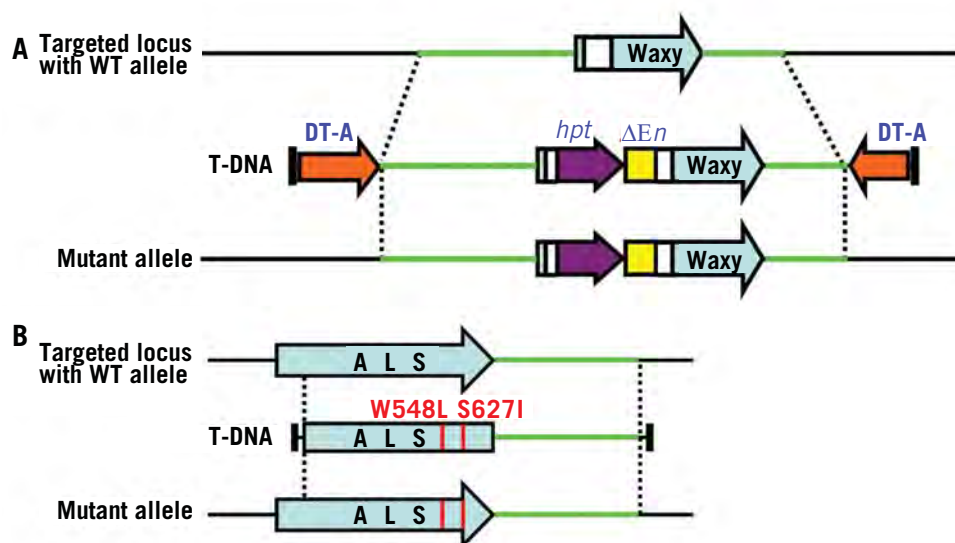 A
Targeted locus
with WT allele
Waxy
DT-A
hpt
ΔEn
DT-A
T-DNA
Waxy
Mutant allele
Waxy
B
Targeted locus
with WT allele
A L S
W548L S627I
T-DNA
A L S
Mutant allele
A L S